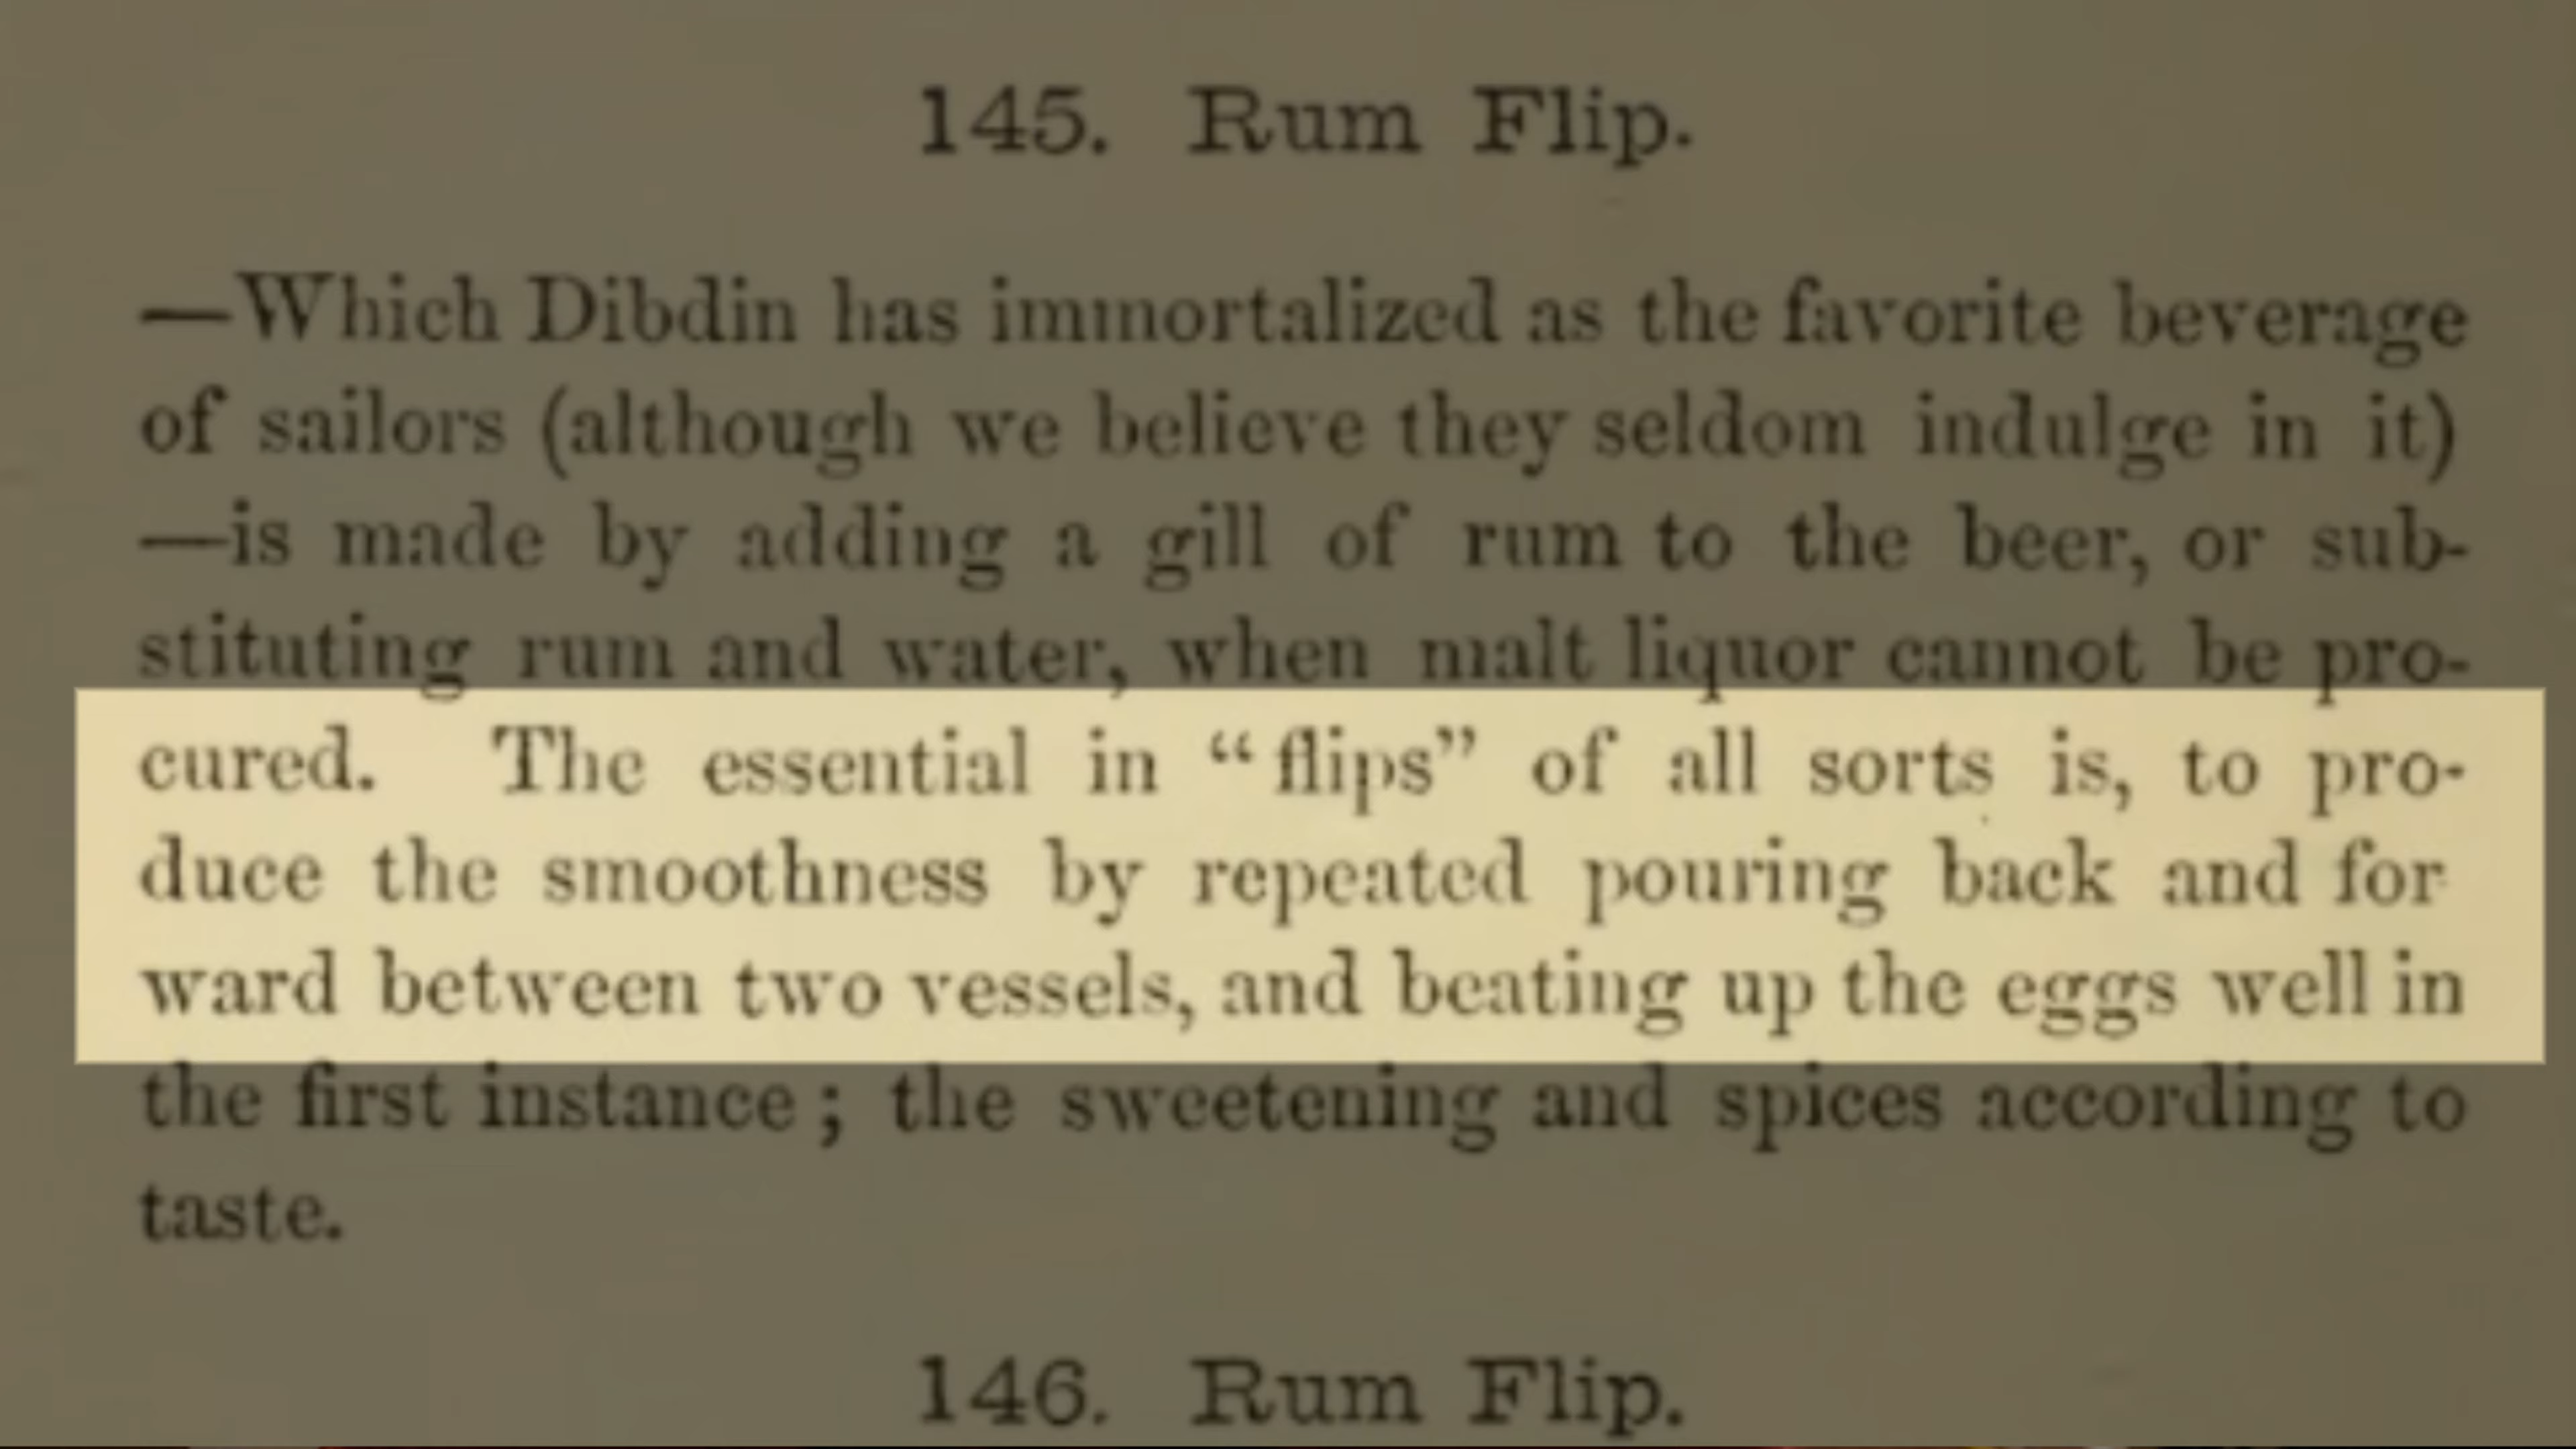 145. Rum Flip.
—Which Dibdin has immortalized as the favorite beverage
of sailors (although we believe they seldom indulge in it)
—is made by adding a gill of rum to the beer, or sub-
stituting rum and water, when malt liquor cannot be pro-
cured. The essential in “flips” of all sorts is, to pro-
duce the smoothness by repeated pouring back and for
ward between two vessels, and beating up the eggs well in
the first instance; the sweetening and spices according to
taste.
146. Rum Flip.